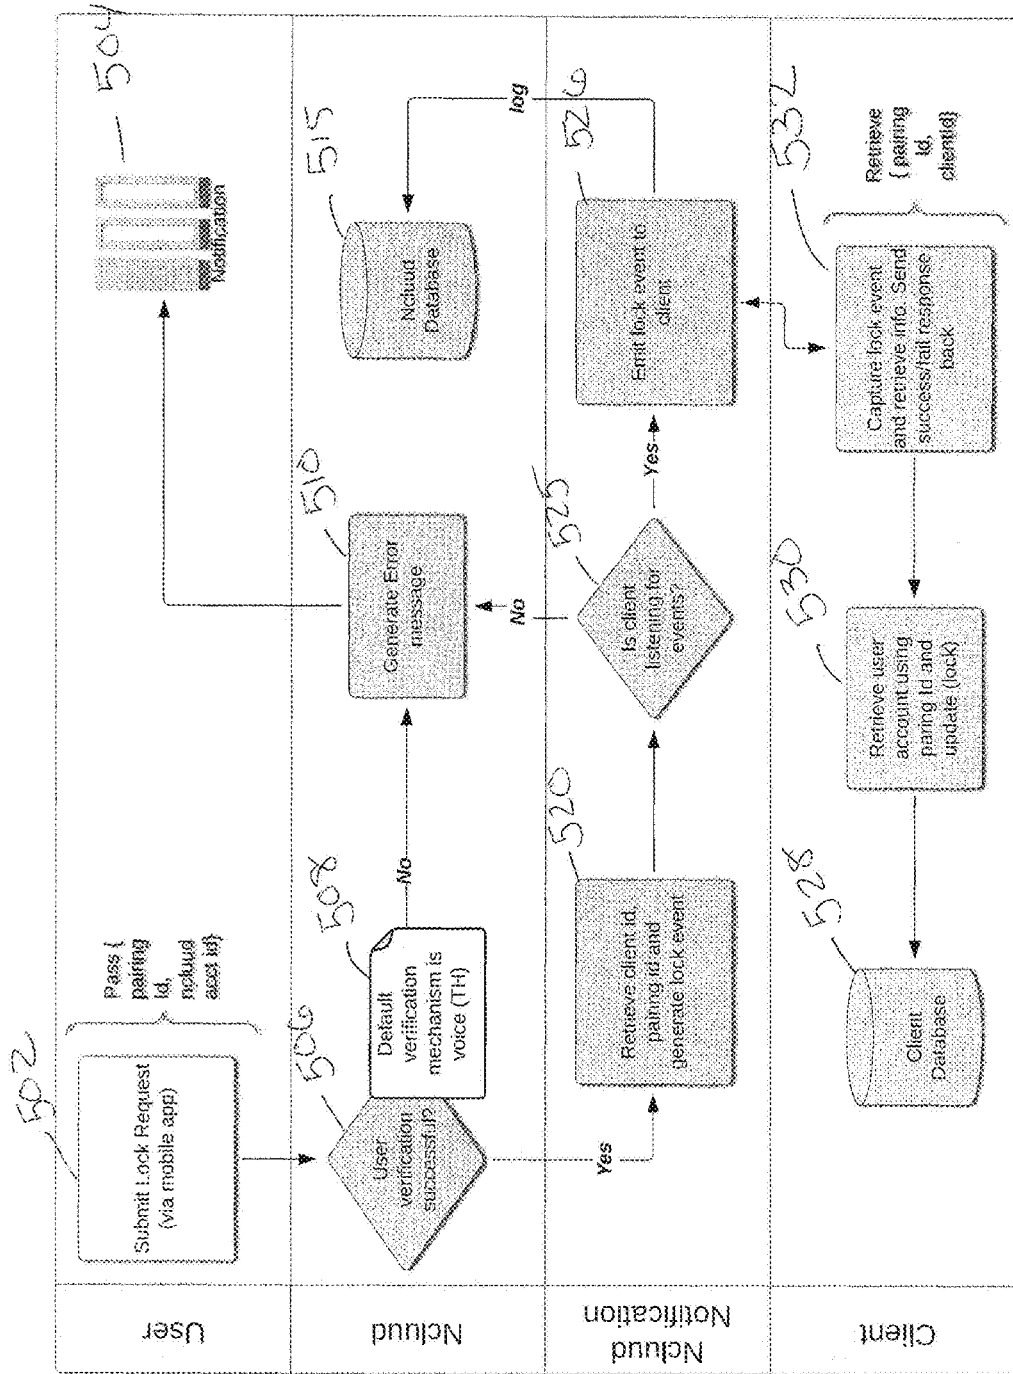 User
Submit Lock Request
(via mobile app)
502
Pass {
pairing
Id,
ncluud
acct id}
Notification
504
Ncluud
User
verification
successful?
506
Default
verification
mechanism is
voice (TH)
508
No
Yes
Generate Error
message
510
Ncluud
Database
515
log
Ncluud
Notification
Retrieve client id,
pairing id and
generate lock event
520
Is client
listening for
events?
525
No
Yes
Emit lock event to
client
526
Client
Client
Database
528
Retrieve user
account using
paring Id and
update (lock)
530
Capture lock event
and retrieve info. Send
success/fail response
back
532
Retrieve
{ pairing
Id,
clientId}